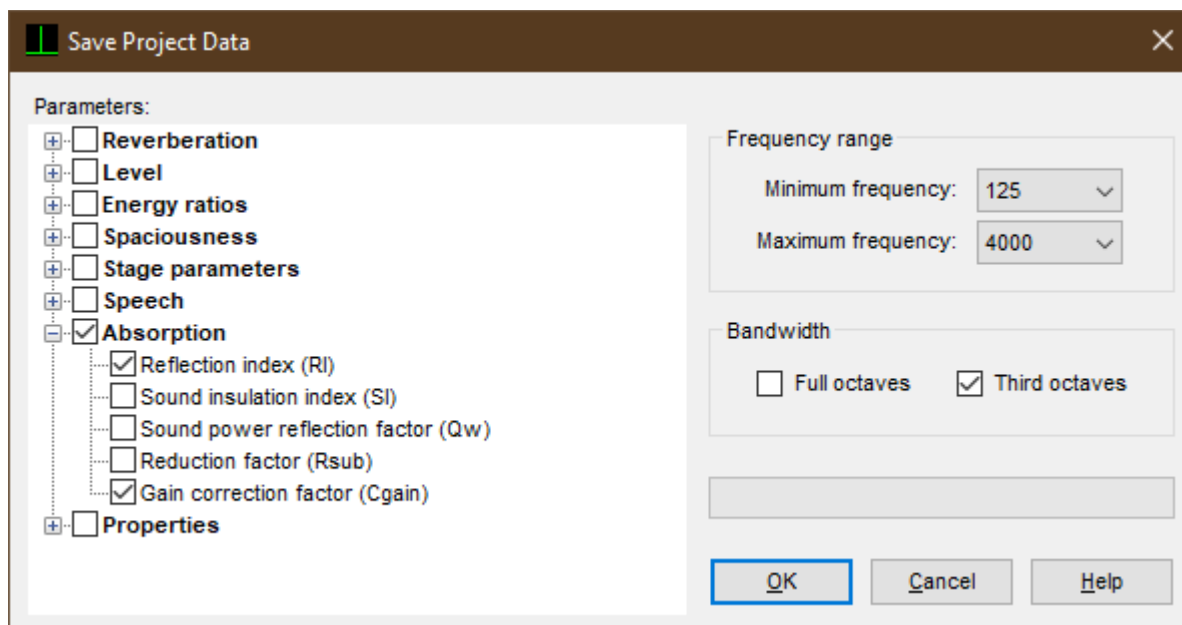 Save Project Data
Parameters:
Reverberation
Level
Energy ratios
Spaciousness
Stage parameters
Speech
Absorption
Reflection index (RI)
Sound insulation index (SI)
Sound power reflection factor (Qw)
Reduction factor (Rsub)
Gain correction factor (Cgain)
Properties
Frequency range
Minimum frequency: 125
Maximum frequency: 4000
Bandwidth
Full octaves Third octaves
OK Cancel Help